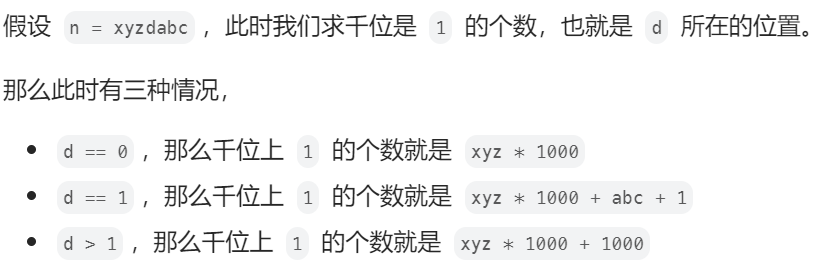 假设 n = xyzdabc ，此时我们求千位是 1 的个数，也就是 d 所在的位置。
那么此时有三种情况，
• d == 0 ，那么千位上 1 的个数就是 xyz * 1000
• d == 1 ，那么千位上 1 的个数就是 xyz * 1000 + abc + 1
• d > 1 ，那么千位上 1 的个数就是 xyz * 1000 + 1000